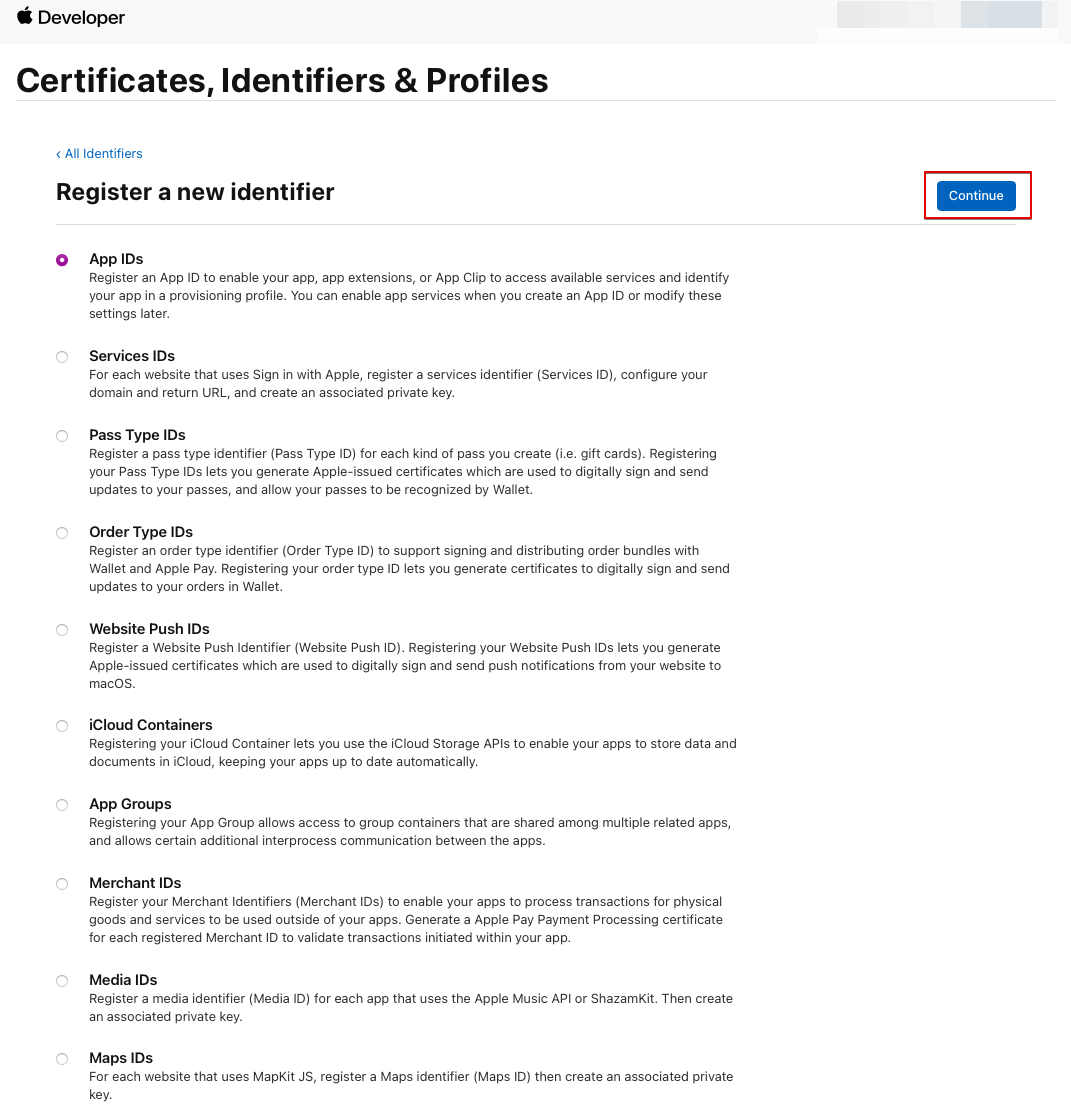 Developer
Certificates, Identifiers & Profiles
‹ All Identifiers
Register a new identifier
Continue
App IDs
Register an App ID to enable your app, app extensions, or App Clip to access available services and identify
your app in a provisioning profile. You can enable app services when you create an App ID or modify these
settings later.
Services IDs
For each website that uses Sign in with Apple, register a services identifier (Services ID), configure your
domain and return URL, and create an associated private key.
Pass Type IDs
Register a pass type identifier (Pass Type ID) for each kind of pass you create (i.e. gift cards). Registering
your Pass Type IDs lets you generate Apple-issued certificates which are used to digitally sign and send
updates to your passes, and allow your passes to be recognized by Wallet.
Order Type IDs
Register an order type identifier (Order Type ID) to support signing and distributing order bundles with
Wallet and Apple Pay. Registering your order type ID lets you generate certificates to digitally sign and send
updates to your orders in Wallet.
Website Push IDs
Register a Website Push Identifier (Website Push ID). Registering your Website Push IDs lets you generate
Apple-issued certificates which are used to digitally sign and send push notifications from your website to
macOS.
iCloud Containers
Registering your iCloud Container lets you use the iCloud Storage APIs to enable your apps to store data and
documents in iCloud, keeping your apps up to date automatically.
App Groups
Registering your App Group allows access to group containers that are shared among multiple related apps,
and allows certain additional interprocess communication between the apps.
Merchant IDs
Register your Merchant Identifiers (Merchant IDs) to enable your apps to process transactions for physical
goods and services to be used outside of your apps. Generate a Apple Pay Payment Processing certificate
for each registered Merchant ID to validate transactions initiated within your app.
Media IDs
Register a media identifier (Media ID) for each app that uses the Apple Music API or ShazamKit. Then create
an associated private key.
Maps IDs
For each website that uses MapKit JS, register a Maps identifier (Maps ID) then create an associated private
key.